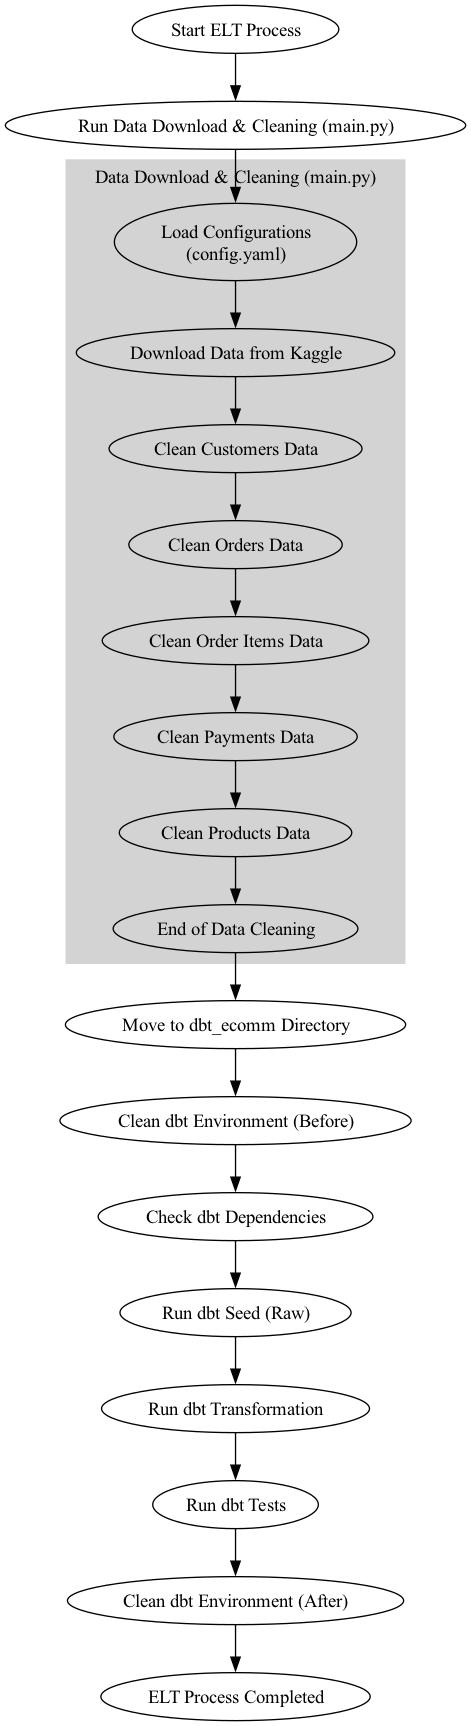 Start ELT Process
Run Data Download & Cleaning (main.py)
Data Download & Cleaning (main.py)
Load Configurations
(config.yaml)
Download Data from Kaggle
Clean Customers Data
Clean Orders Data
Clean Order Items Data
Clean Payments Data
Clean Products Data
End of Data Cleaning
Move to dbt_ecomm Directory
Clean dbt Environment (Before)
Check dbt Dependencies
Run dbt Seed (Raw)
Run dbt Transformation
Run dbt Tests
Clean dbt Environment (After)
ELT Process Completed